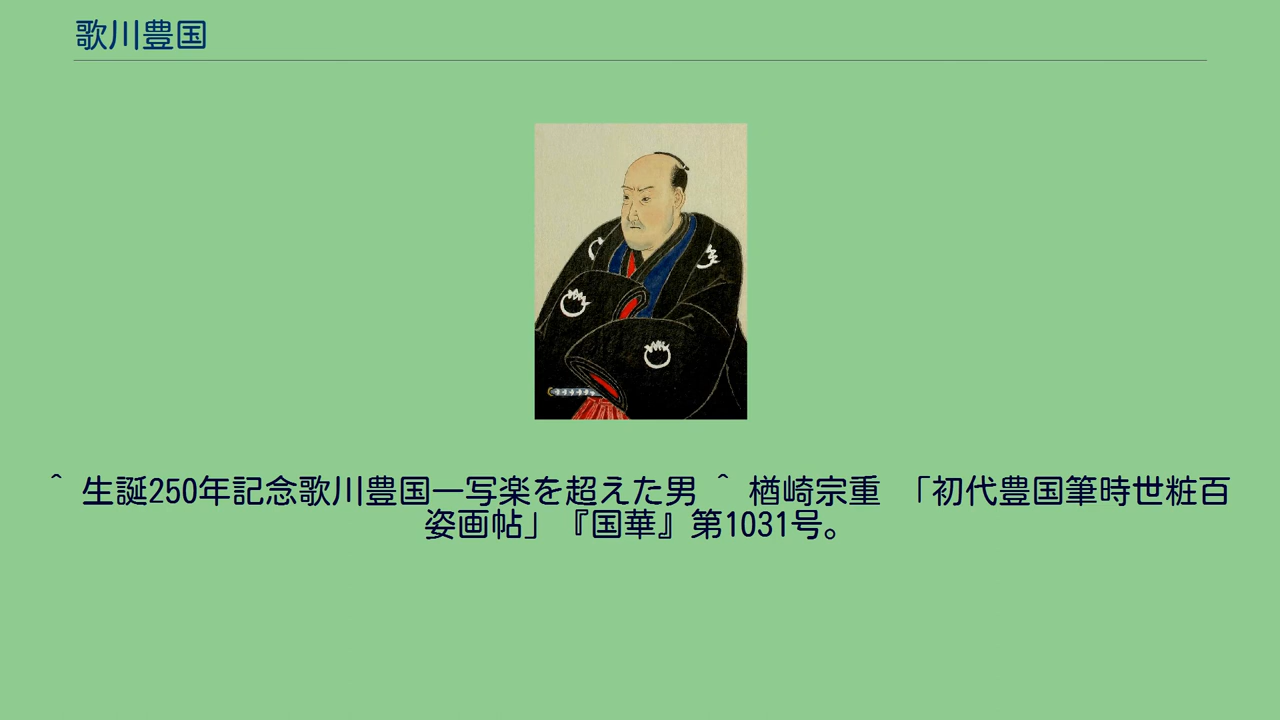 歌川豊国
＾ 生誕250年記念歌川豊国―写楽を超えた男 ＾ 楢崎宗重 「初代豊国筆時世粧百
姿画帖」『国華』第1031号。